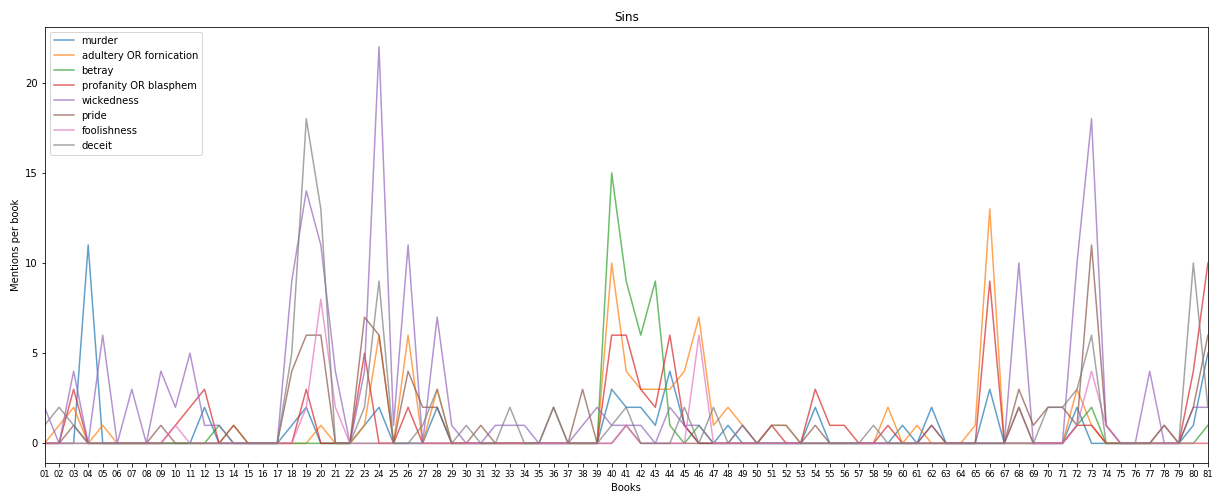 Sins
murder
adultery OR fornication
betray
profanity OR blasphem
wickedness
pride
foolishness
deceit
20
15
10
5
0
Mentions per book
01 02 03 04 05 06 07 08 09 10 11 12 13 14 15 16 17 18 19 20 21 22 23 24 25 26 27 28 29 30 31 32 33 34 35 36 37 38 39 40 41 42 43 44 45 46 47 48 49 50 51 52 53 54 55 56 57 58 59 60 61 62 63 64 65 66 67 68 69 70 71 72 73 74 75 76 77 78 79 80 81
Books